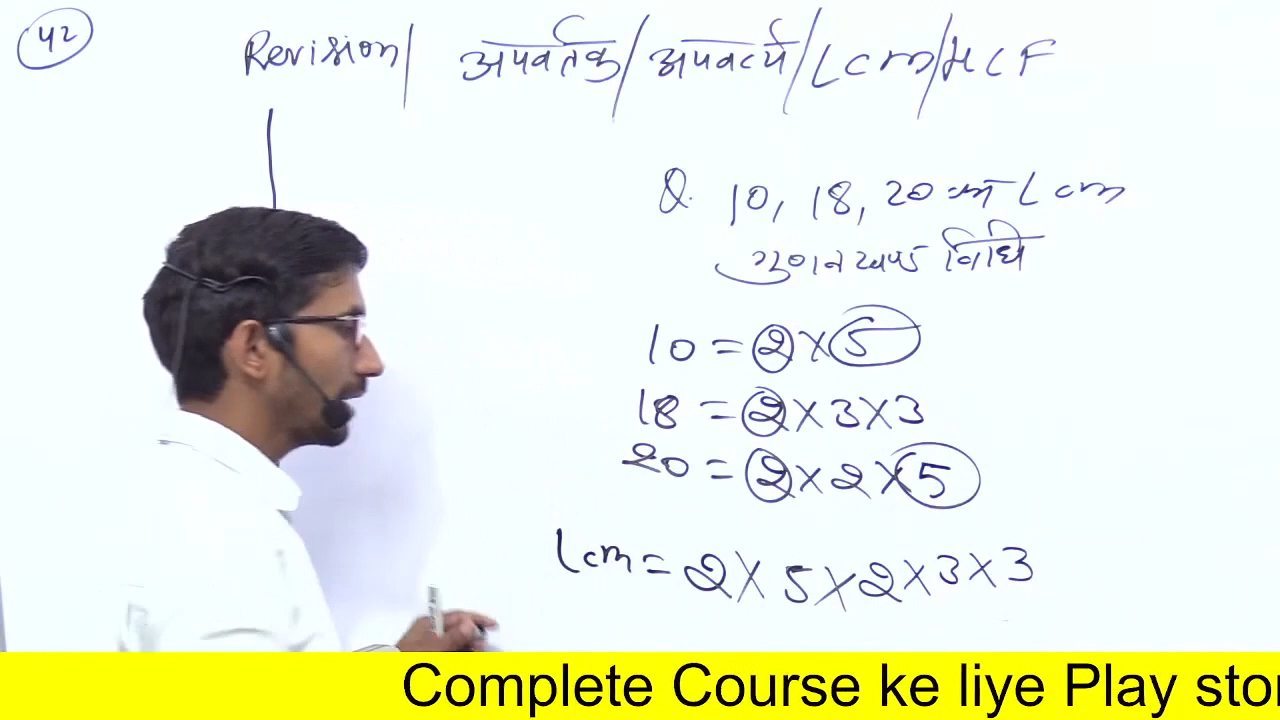 42
Revision/ अपवर्तक/ अपवर्त्य/ Lcm/ HCF
Q. 10, 18, 20 का Lcm
गुणनखण्ड विधि
10 = 2×5
18 = 2×3×3
20 = 2×2×5
Lcm = 2×5×2×3×3
Complete Course ke liye Play stor